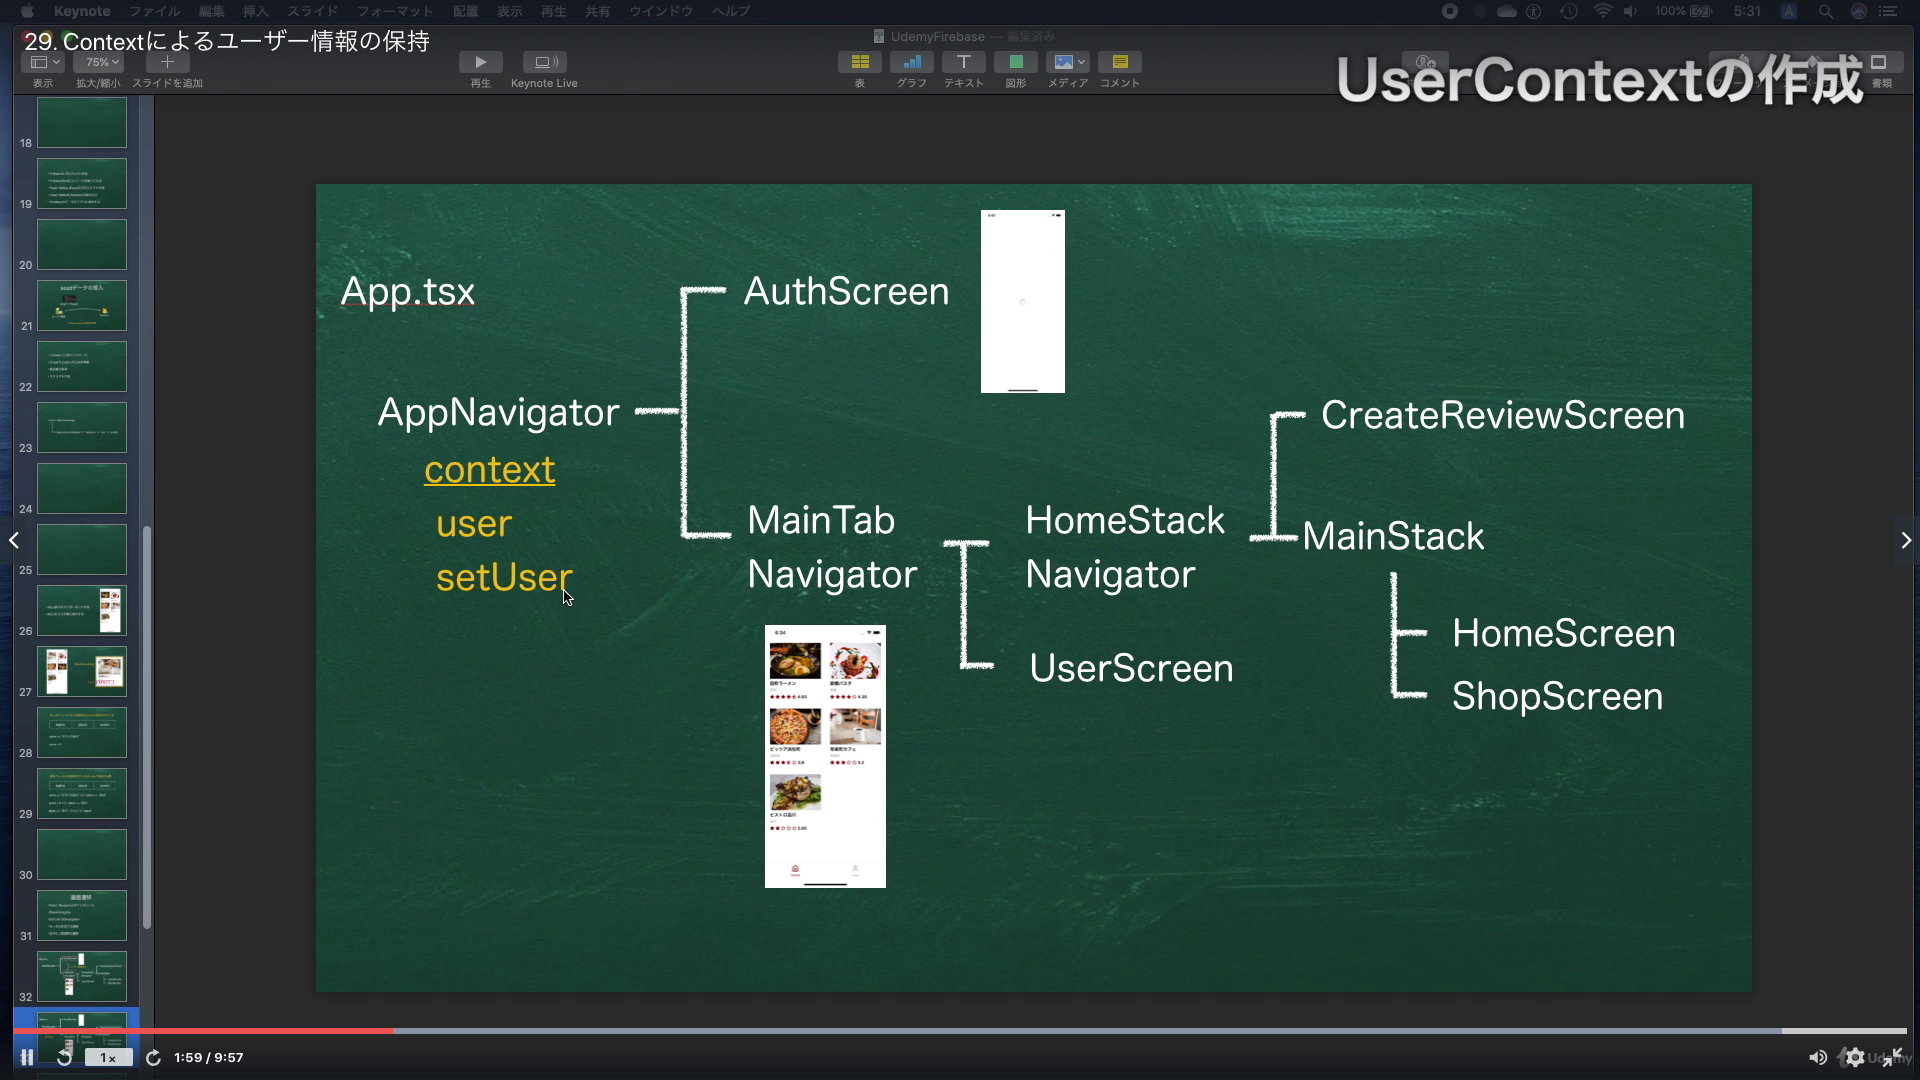 Keynote ファイル 編集 挿入 スライド フォーマット 配置 表示 再生 共有 ウインドウ ヘルプ 100% 5:31 A
29. Contextによるユーザー情報の保持
UdemyFirebase — 編集済み
75%
表示 拡大/縮小 スライドを追加 再生 Keynote Live 表 グラフ テキスト 図形 メディア コメント 書類
UserContextの作成
18
19
20
21
22
23
24
25
26
27
28
29
30
31
32
App.tsx
AuthScreen
AppNavigator
context
user
setUser
MainTab
Navigator
HomeStack
Navigator
UserScreen
CreateReviewScreen
MainStack
HomeScreen
ShopScreen
1x
1:59 / 9:57
Udemy